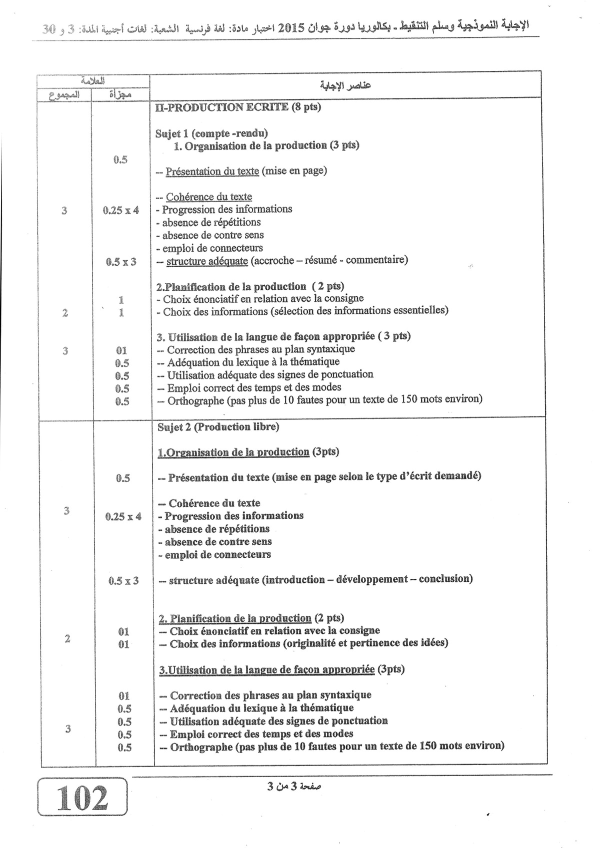 الإجابة النموذجية وسلم التنقيط ـ بكالوريا دورة جوان 2015 اختبار مادة: لغة فرنسية الشعبة: لغات أجنبية المدة: 3 و 30
العلامة
عناصر الإجابة
المجموع مجزأة
II-PRODUCTION ECRITE (8 pts)
Sujet 1 (compte -rendu)
1. Organisation de la production (3 pts)
0.5
-- Présentation du texte (mise en page)
-- Cohérence du texte
3 0.25 x 4 - Progression des informations
- absence de répétitions
- absence de contre sens
- emploi de connecteurs
0.5 x 3 -- structure adéquate (accroche – résumé - commentaire)
2.Planification de la production ( 2 pts)
1 - Choix énonciatif en relation avec la consigne
2 1 - Choix des informations (sélection des informations essentielles)
3. Utilisation de la langue de façon appropriée ( 3 pts)
3 01 -- Correction des phrases au plan syntaxique
0.5 -- Adéquation du lexique à la thématique
0.5 -- Utilisation adéquate des signes de ponctuation
0.5 -- Emploi correct des temps et des modes
0.5 -- Orthographe (pas plus de 10 fautes pour un texte de 150 mots environ)
Sujet 2 (Production libre)
1.Organisation de la production (3pts)
0.5 -- Présentation du texte (mise en page selon le type d'écrit demandé)
-- Cohérence du texte
3 0.25 x 4 - Progression des informations
- absence de répétitions
- absence de contre sens
- emploi de connecteurs
0.5 x 3 -- structure adéquate (introduction – développement – conclusion)
2. Planification de la production (2 pts)
01 -- Choix énonciatif en relation avec la consigne
2 01 -- Choix des informations (originalité et pertinence des idées)
3.Utilisation de la langue de façon appropriée (3pts)
01 -- Correction des phrases au plan syntaxique
0.5 -- Adéquation du lexique à la thématique
0.5 -- Utilisation adéquate des signes de ponctuation
3 0.5 -- Emploi correct des temps et des modes
0.5 -- Orthographe (pas plus de 10 fautes pour un texte de 150 mots environ)
صفحة 3 من 3
102